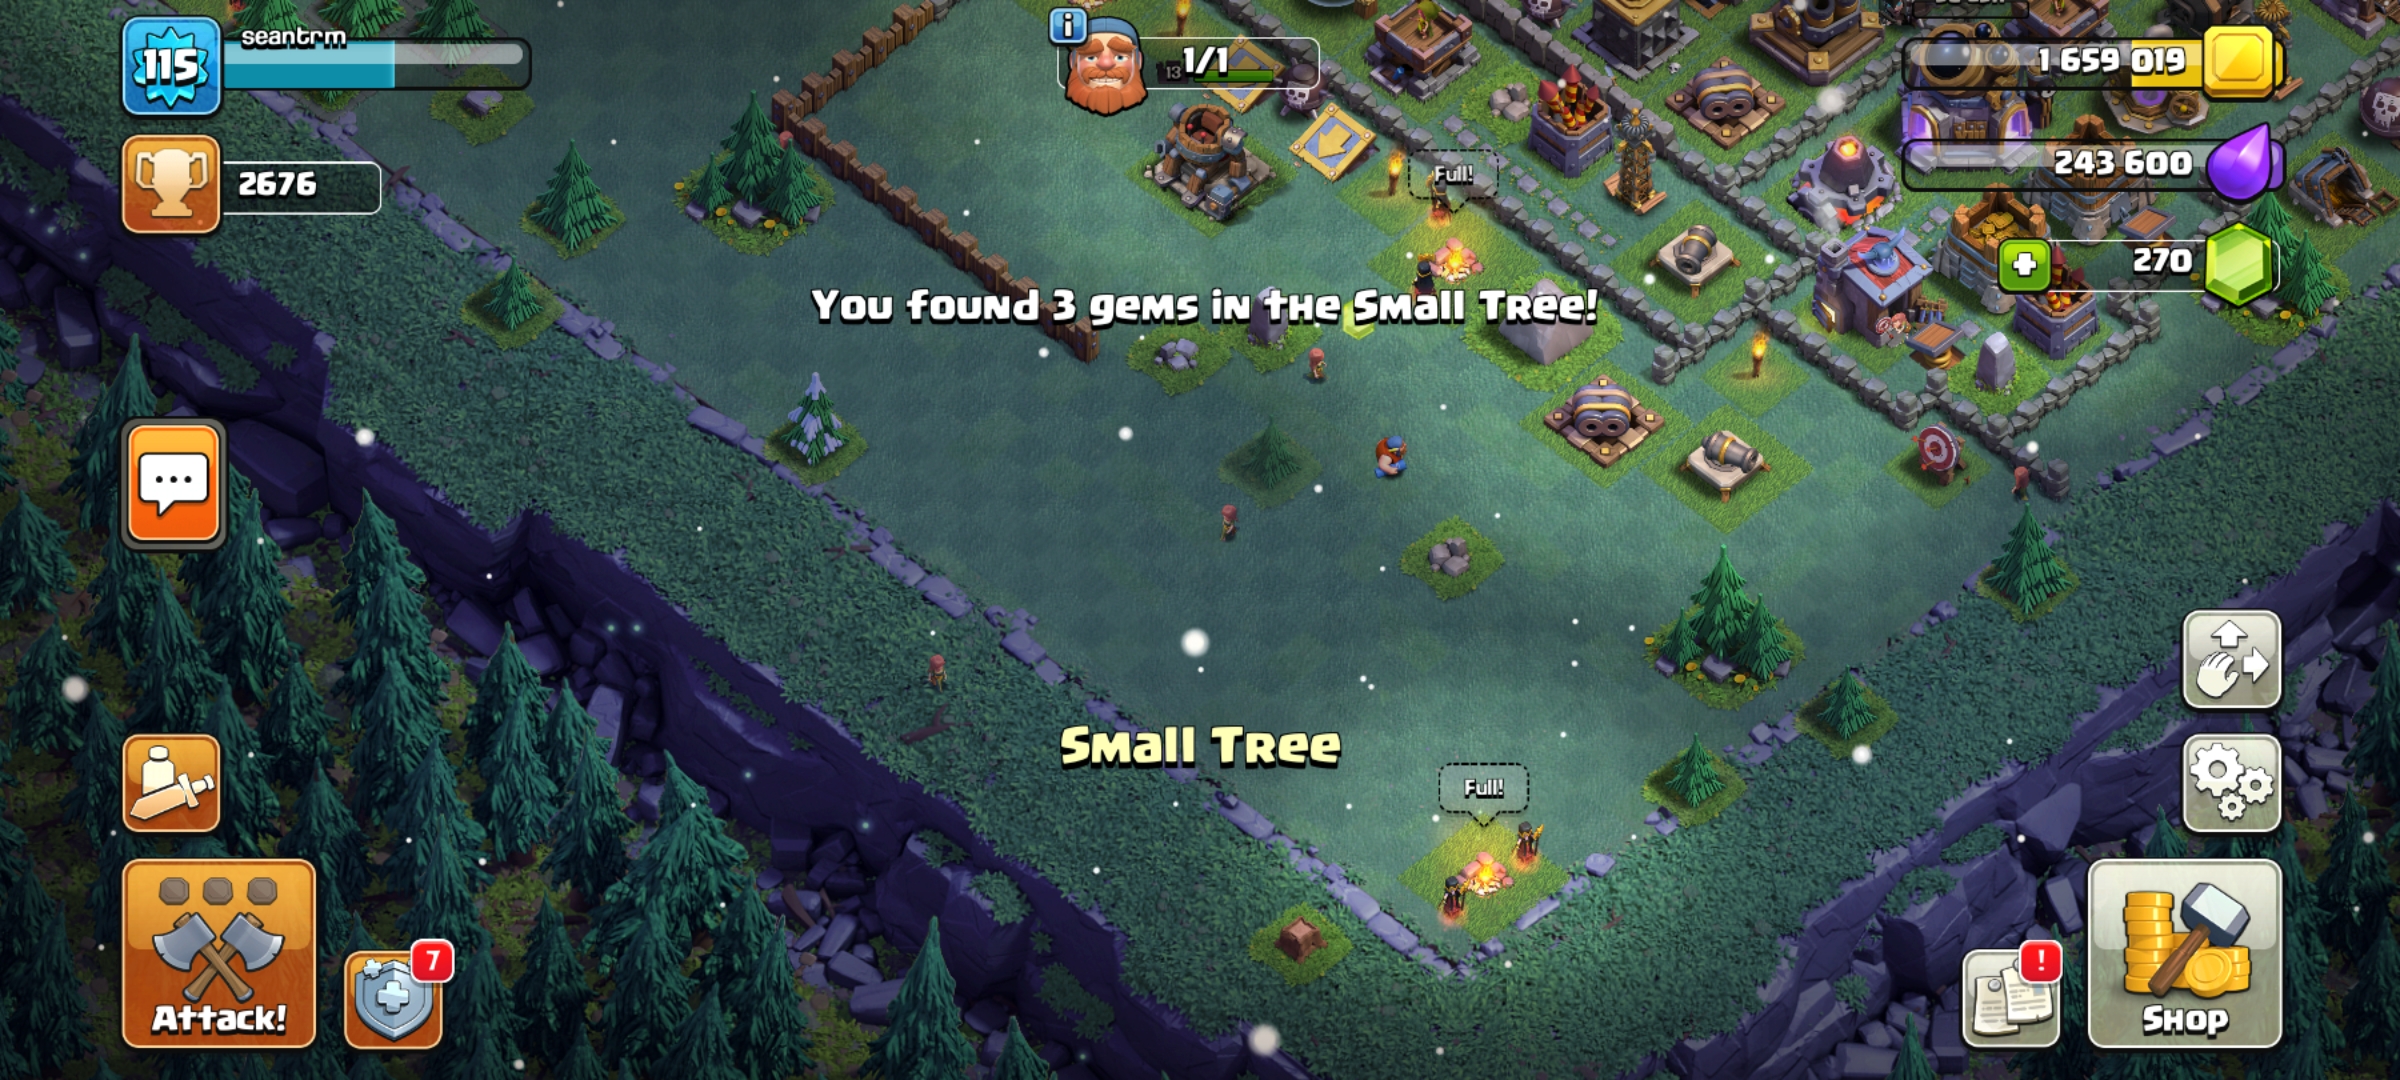 115
seantrm
1/1
1 659 019
2676
243 600
Full!
270
You found 3 gems in the Small Tree!
Small Tree
Full!
7
!
Attack!
Shop